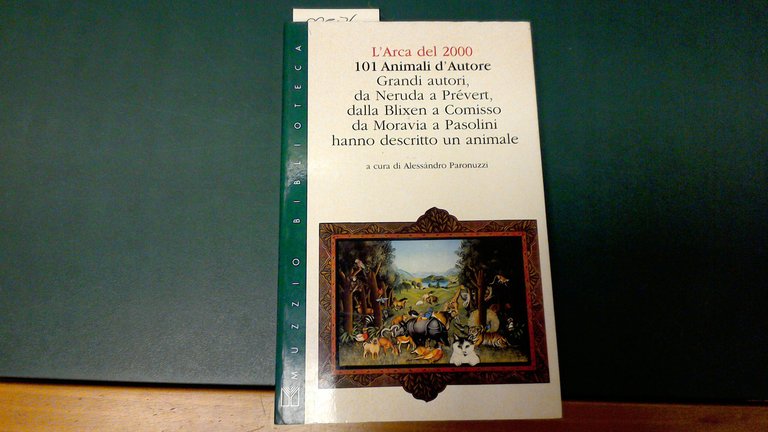 L'Arca del 2000
101 Animali d'Autore
Grandi autori,
da Neruda a Prévert,
dalla Blixen a Comisso
da Moravia a Pasolini
hanno descritto un animale
a cura di Alessandro Paronuzzi
MUZZIO BIBLIOTECA